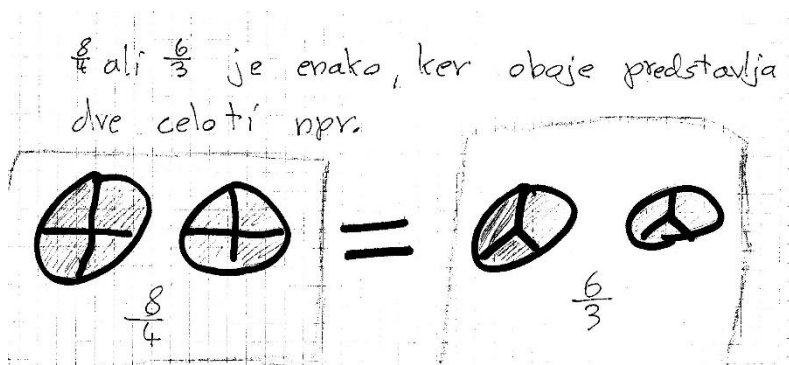 8/4 ali 6/3 je enako, ker oboje predstavlja
dve celoti npr.
=
8/4
6/3